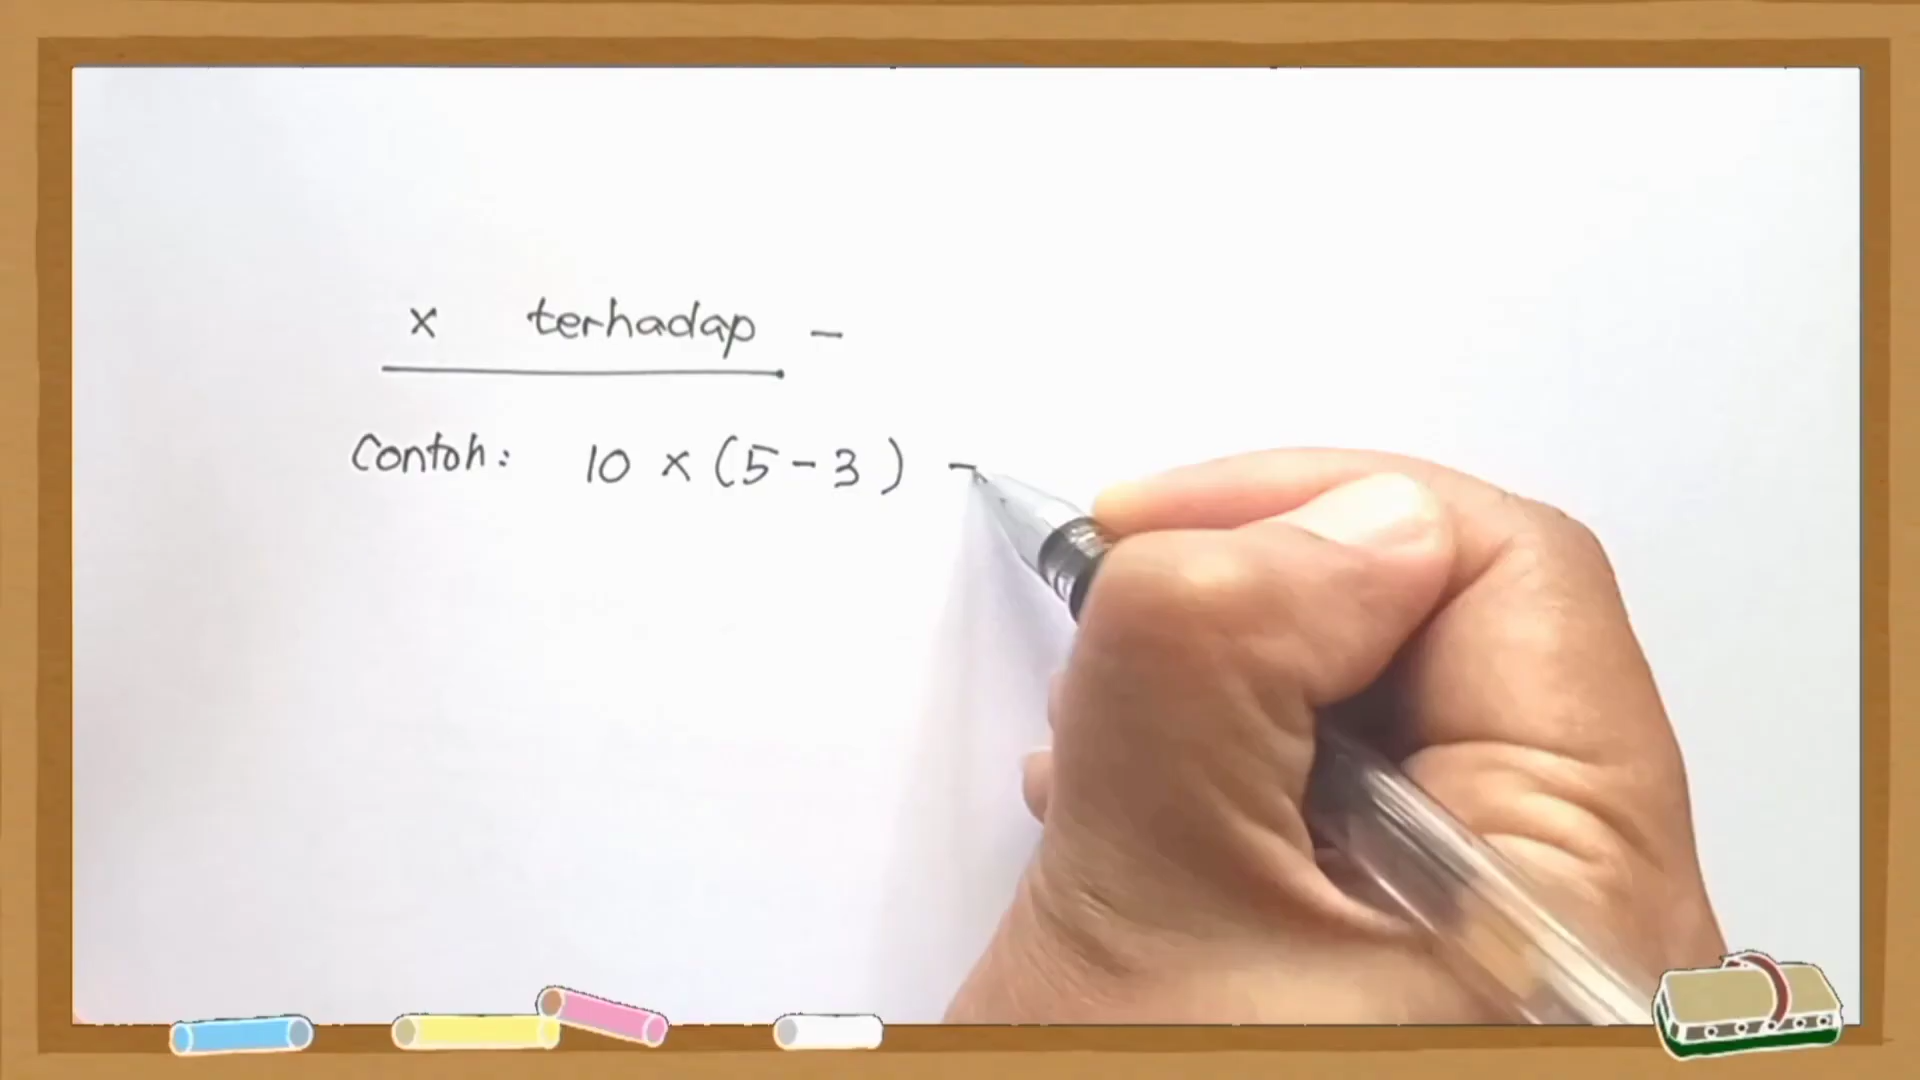 x terhadap -
Contoh: 10 x (5 - 3) -